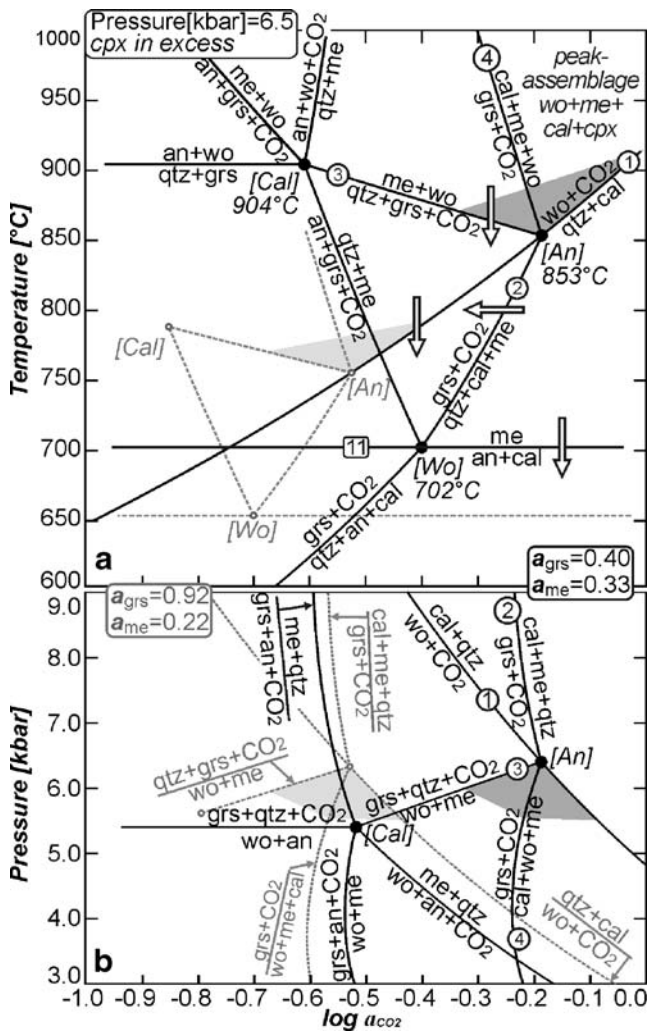 Pressure[kbar]=6.5
cpx in excess
1000
950
900
850
800
750
700
650
600
Temperature [°C]
me+wo
an+grs+CO2
an+wo+CO2
qtz+me
4
cal+me+wo
grs+CO2
peak-
assemblage
wo+me+
cal+cpx
1
an+wo
qtz+grs
[Cal]
904°C
3
me+wo
qtz+grs+CO2
wo+CO2
qtz+cal
[An]
853°C
qtz+me
an+grs+CO2
2
grs+CO2
qtz+cal+me
[Cal]
[An]
11
me
an+cal
[Wo]
702°C
[Wo]
grs+CO2
qtz+an+cal
a
agrs=0.40
ame=0.33
agrs=0.92
ame=0.22
9.0
8.0
7.0
6.0
5.0
4.0
3.0
Pressure [kbar]
me+qtz
grs+an+CO2
cal+me+qtz
grs+CO2
cal+qtz
wo+CO2
1
2
cal+me+qtz
grs+CO2
[An]
qtz+grs+CO2
wo+me
grs+qtz+CO2
3
wo+me
grs+qtz+CO2
wo+an
[Cal]
grs+CO2
wo+me+cal
grs+an+CO2
wo+me
me+qtz
wo+an+CO2
grs+CO2
cal+wo+me
4
qtz+cal
wo+CO2
b
-1.0 -0.9 -0.8 -0.7 -0.6 -0.5 -0.4 -0.3 -0.2 -0.1 0.0
log aCO2